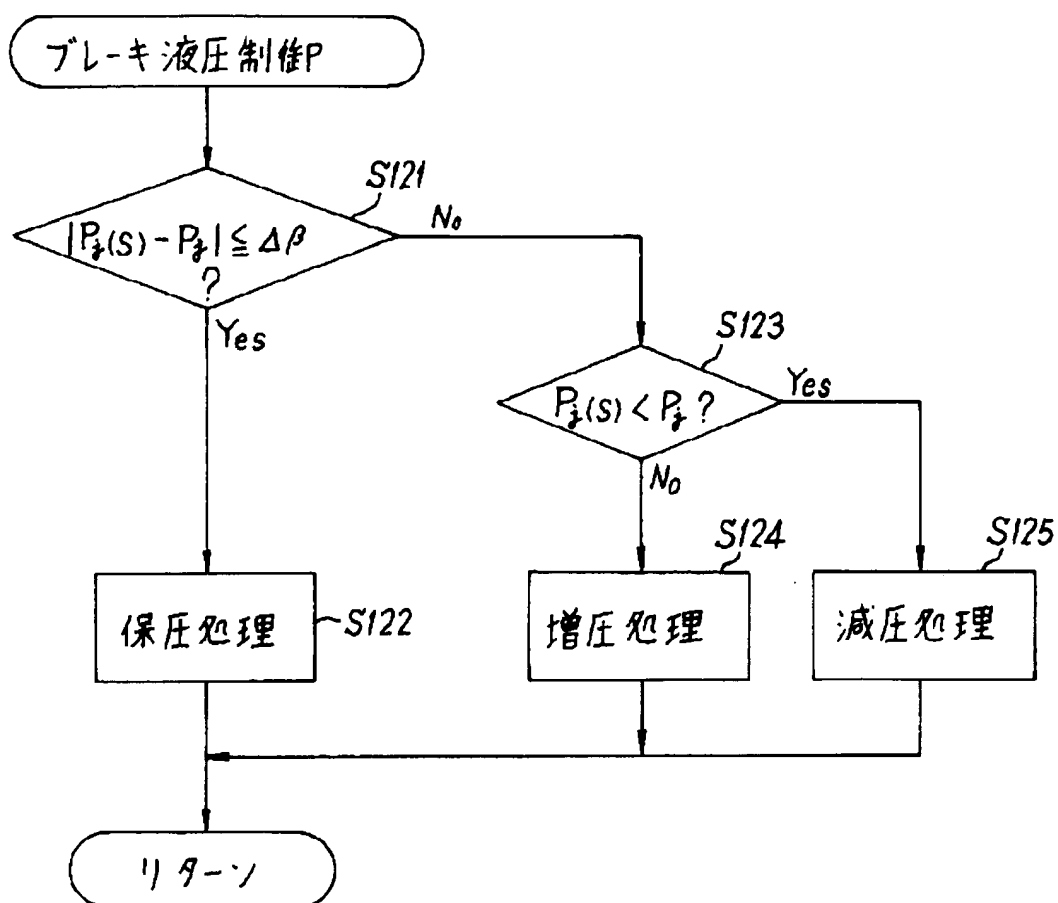 ブレーキ液圧制御P
S121
|Pj(S) - Pj| ≦ Δβ
?
No
Yes
S123
Pj(S) < Pj ?
Yes
No
S124
S125
保圧処理
S122
増圧処理
減圧処理
リターン